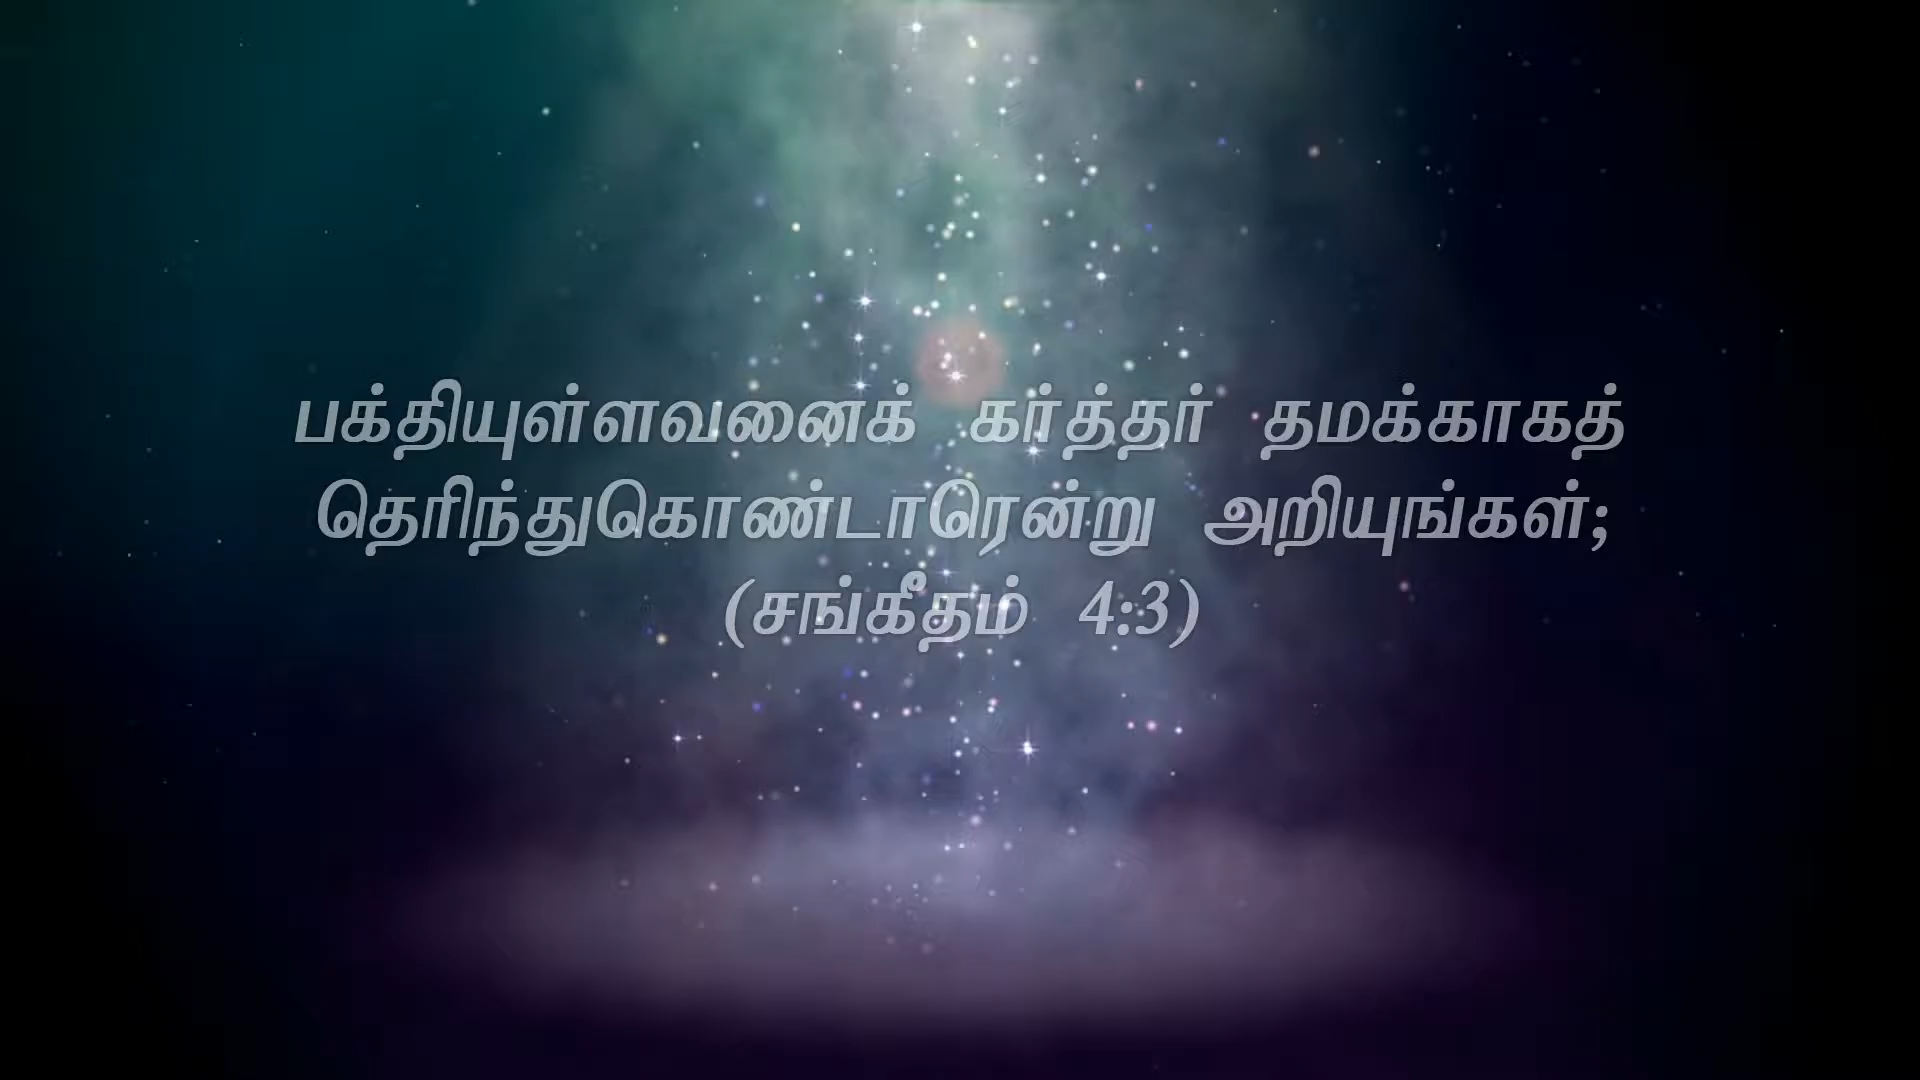 பக்தியுள்ளவனைக் கர்த்தர் தமக்காகத்
தெரிந்துகொண்டாரென்று அறியுங்கள்;
(சங்கீதம் 4:3)